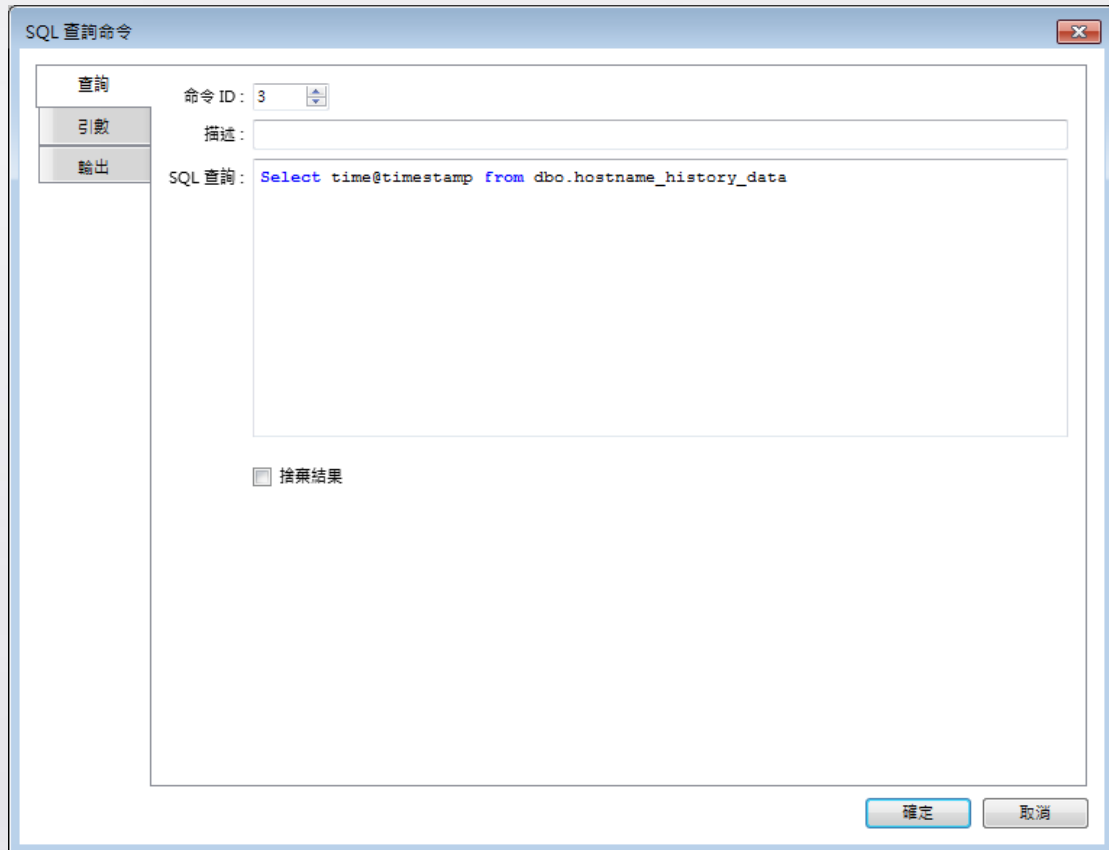 SQL 查詢命令
查詢
引數
輸出
命令 ID : 3
描述 :
SQL 查詢 : Select time@timestamp from dbo.hostname_history_data
捨棄結果
確定
取消